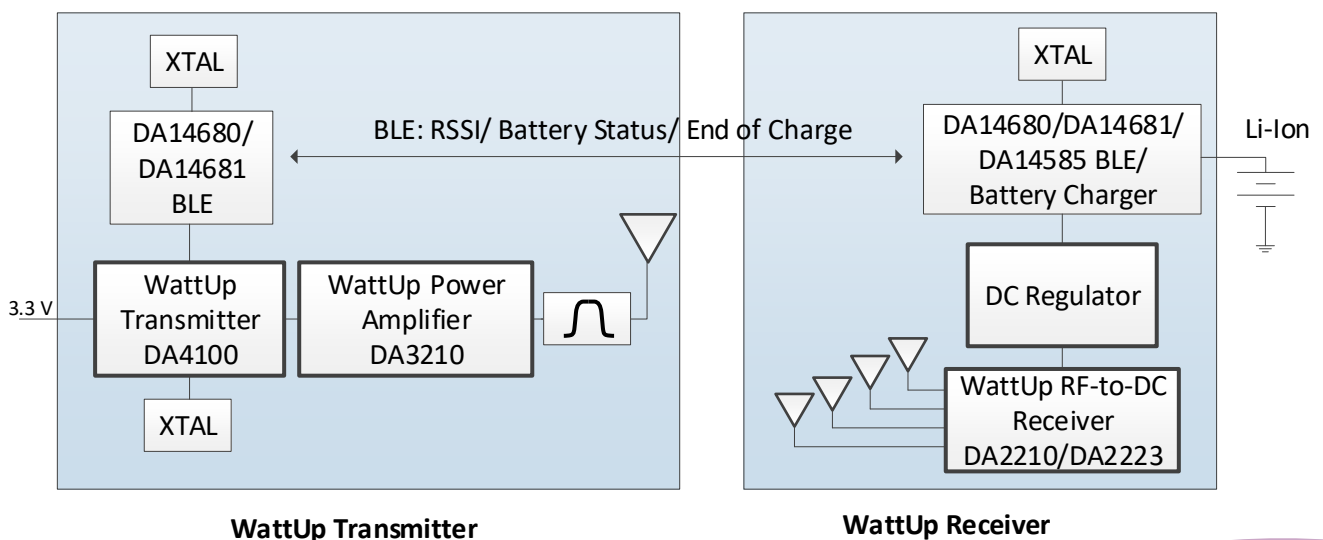 XTAL
DA14680/
DA14681
BLE
3.3 V
WattUp
Transmitter
DA4100
WattUp Power
Amplifier
DA3210
XTAL
WattUp Transmitter
BLE: RSSI/ Battery Status/ End of Charge
XTAL
DA14680/DA14681/
DA14585 BLE/
Battery Charger
Li-Ion
DC Regulator
WattUp RF-to-DC
Receiver
DA2210/DA2223
WattUp Receiver